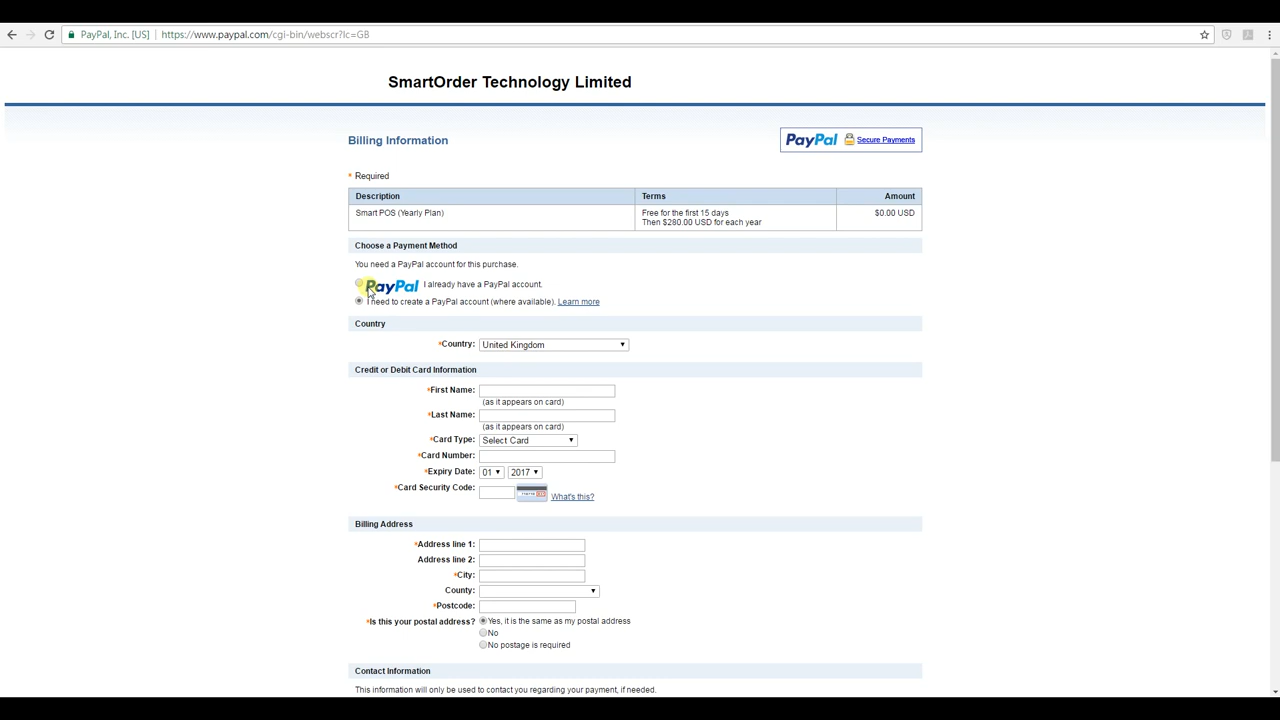 PayPal, Inc. [US] https://www.paypal.com/cgi-bin/webscr?lc=GB
SmartOrder Technology Limited
Billing Information
PayPal Secure Payments
* Required
Description Terms Amount
Smart POS (Yearly Plan) Free for the first 15 days $0.00 USD
Then $280.00 USD for each year
Choose a Payment Method
You need a PayPal account for this purchase.
PayPal I already have a PayPal account.
I need to create a PayPal account (where available). Learn more
Country
*Country: United Kingdom
Credit or Debit Card Information
*First Name:
(as it appears on card)
*Last Name:
(as it appears on card)
*Card Type: Select Card
*Card Number:
*Expiry Date: 01 2017
*Card Security Code: What's this?
Billing Address
*Address line 1:
Address line 2:
*City:
County:
*Postcode:
*Is this your postal address? Yes, it is the same as my postal address
No
No postage is required
Contact Information
This information will only be used to contact you regarding your payment, if needed.